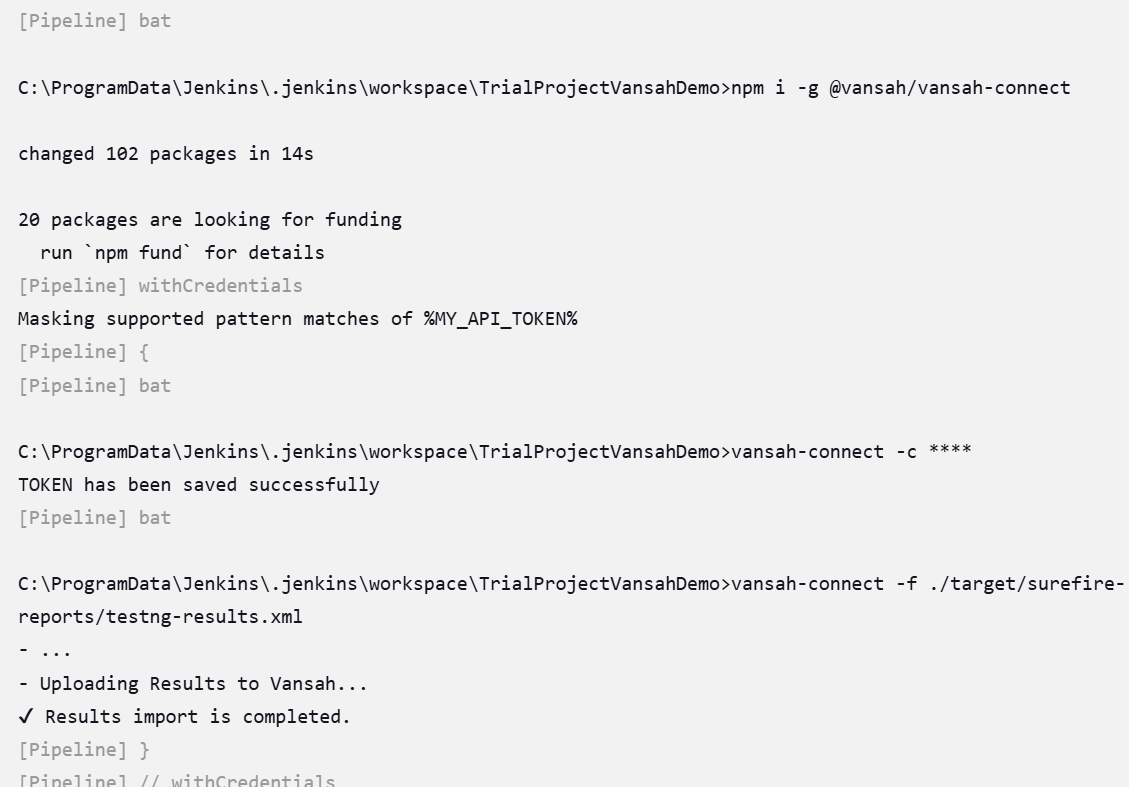 [Pipeline] bat
C:\ProgramData\Jenkins\.jenkins\workspace\TrialProjectVansahDemo>npm i -g @vansah/vansah-connect
changed 102 packages in 14s
20 packages are looking for funding
  run `npm fund` for details
[Pipeline] withCredentials
Masking supported pattern matches of %MY_API_TOKEN%
[Pipeline] {
[Pipeline] bat
C:\ProgramData\Jenkins\.jenkins\workspace\TrialProjectVansahDemo>vansah-connect -c ****
TOKEN has been saved successfully
[Pipeline] bat
C:\ProgramData\Jenkins\.jenkins\workspace\TrialProjectVansahDemo>vansah-connect -f ./target/surefire-
reports/testng-results.xml
- ...
- Uploading Results to Vansah...
✓ Results import is completed.
[Pipeline] }
[Pipeline] // withCredentials